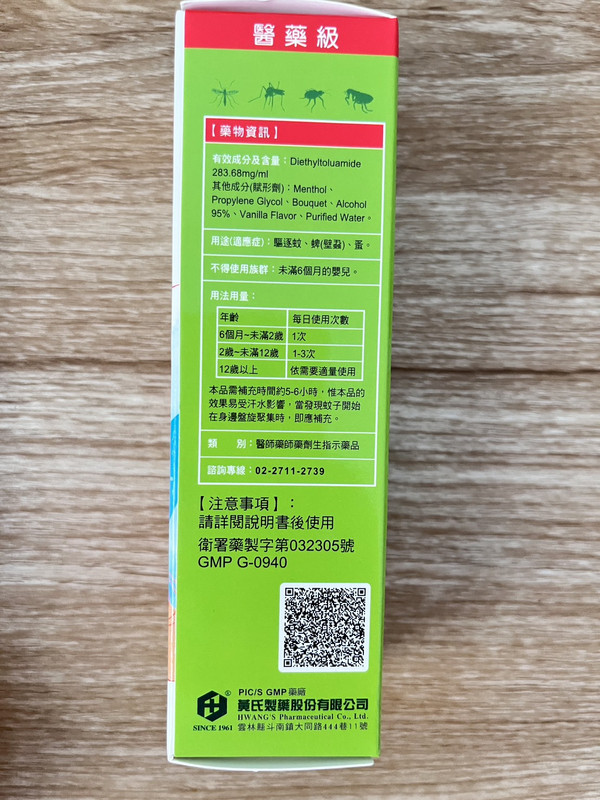 醫藥級
【藥物資訊】
有效成分及含量：Diethyltoluamide
283.68mg/ml
其他成分(賦形劑)：Menthol、
Propylene Glycol、Bouquet、Alcohol
95%、Vanilla Flavor、Purified Water。
用途(適應症)：驅逐蚊、蜱(壁蝨)、蚤。
不得使用族群：未滿6個月的嬰兒。
用法用量：
年齡 每日使用次數
6個月~未滿2歲 1次
2歲~未滿12歲 1-3次
12歲以上 依需要適量使用
本品需補充時間約5-6小時，惟本品的
效果易受汗水影響，當發現蚊子開始
在身邊盤旋聚集時，即應補充。
類 別：醫師藥師藥劑生指示藥品
諮詢專線：02-2711-2739
【注意事項】：
請詳閱說明書後使用
衛署藥製字第032305號
GMP G-0940
PIC/S GMP藥廠
®
黃氏製藥股份有限公司
HWANG'S Pharmaceutical Co., Ltd.
SINCE 1961 雲林縣斗南鎮大同路444巷11號